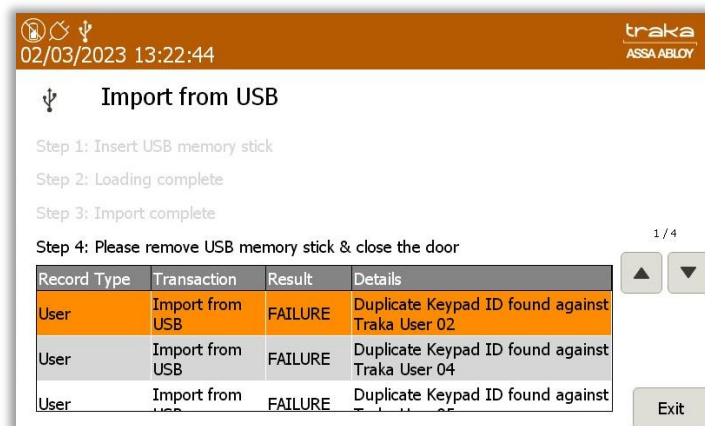 traka
02/03/2023 13:22:44
ASSA ABLOY
Import from USB
Step 1: Insert USB memory stick
Step 2: Loading complete
Step 3: Import complete
1 / 4
Step 4: Please remove USB memory stick & close the door
Record Type Transaction Result Details
User Import from USB FAILURE Duplicate Keypad ID found against Traka User 02
User Import from USB FAILURE Duplicate Keypad ID found against Traka User 04
User Import from FAILURE Duplicate Keypad ID found against
Exit